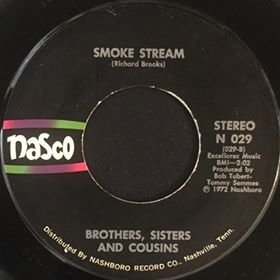 SMOKE STREAM
(Richard Brooks)
STEREO
N 029
(029-B)
Excellorec Music
BMI—2:02
Produced by
Bob Tubert-
Tommy Sommes
℗ 1972 Nashboro
nasco
BROTHERS, SISTERS
AND COUSINS
Distributed By NASHBORO RECORD CO., Nashville, Tenn.